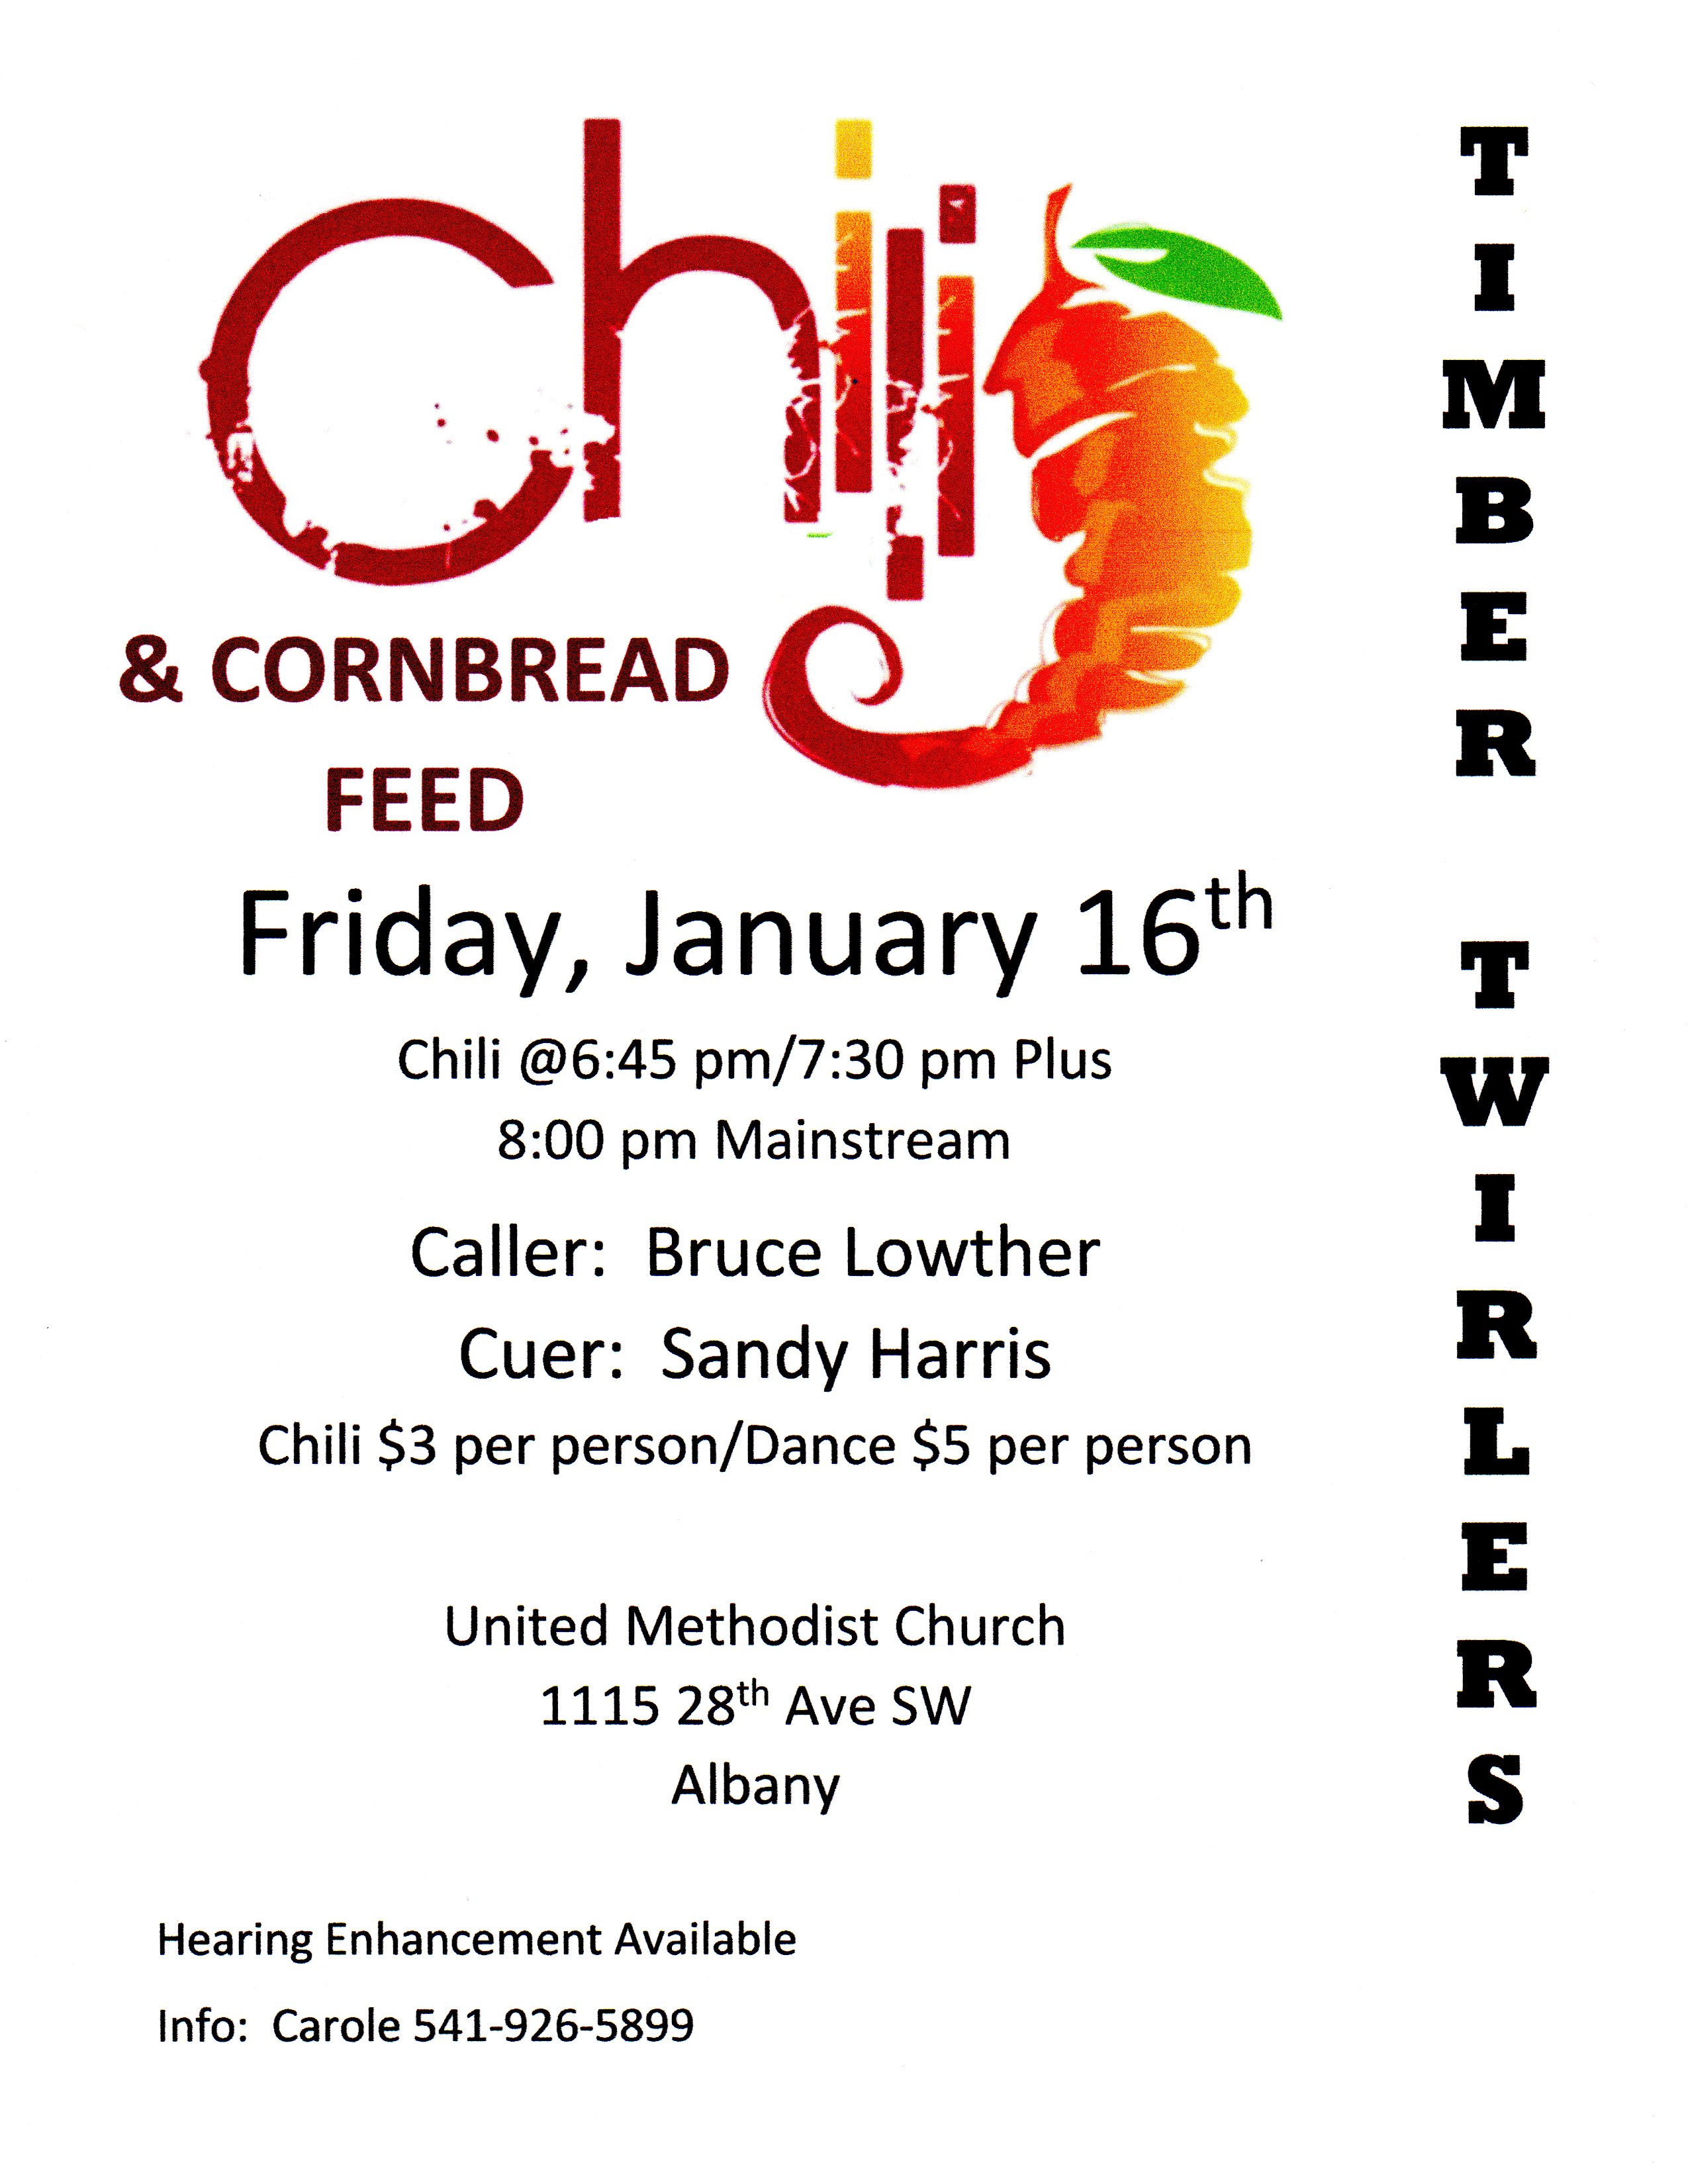 chili
& CORNBREAD
FEED
Friday, January 16th
Chili @6:45 pm/7:30 pm Plus
8:00 pm Mainstream
Caller: Bruce Lowther
Cuer: Sandy Harris
Chili $3 per person/Dance $5 per person
United Methodist Church
1115 28th Ave SW
Albany
Hearing Enhancement Available
Info: Carole 541-926-5899
TIMBER TWIRLERS